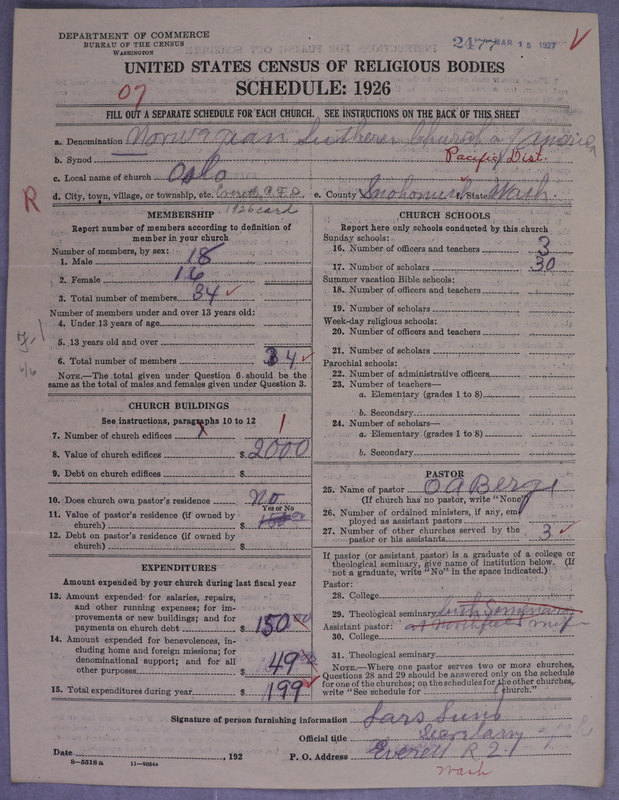 DEPARTMENT OF COMMERCE
BUREAU OF THE CENSUS
WASHINGTON
2477 MAR 15 1927
UNITED STATES CENSUS OF RELIGIOUS BODIES
SCHEDULE: 1926
07
FILL OUT A SEPARATE SCHEDULE FOR EACH CHURCH. SEE INSTRUCTIONS ON THE BACK OF THIS SHEET
a. Denomination Norwegian Lutheran Church of America
b. Synod Pacific Dist.
c. Local name of church Oslo
d. City, town, village, or township, etc. Everett, R.F.D. e. County Snohomish f. State Wash.
1926 card
R
MEMBERSHIP
Report number of members according to definition of member in your church
Number of members, by sex:
1. Male 18
2. Female 16
3. Total number of members 34
Number of members under and over 13 years old:
4. Under 13 years of age
5. 13 years old and over
6. Total number of members 34
NOTE.—The total given under Question 6 should be the
same as the total of males and females given under Question 3.
CHURCH BUILDINGS
See instructions, paragraphs 10 to 12
7. Number of church edifices 1
8. Value of church edifices $ 2000
9. Debt on church edifices $
10. Does church own pastor's residence No
Yes or No
11. Value of pastor's residence (if owned by
church) $
12. Debt on pastor's residence (if owned by
church) $
EXPENDITURES
Amount expended by your church during last fiscal year
13. Amount expended for salaries, repairs,
and other running expenses; for im-
provements or new buildings; and for
payments on church debt $ 150 00
14. Amount expended for benevolences, in-
cluding home and foreign missions; for
denominational support; and for all
other purposes $ 49
15. Total expenditures during year $ 199
CHURCH SCHOOLS
Report here only schools conducted by this church
Sunday schools:
16. Number of officers and teachers 3
17. Number of scholars 30
Summer vacation Bible schools:
18. Number of officers and teachers
19. Number of scholars
Week-day religious schools:
20. Number of officers and teachers
21. Number of scholars
Parochial schools:
22. Number of administrative officers
23. Number of teachers—
a. Elementary (grades 1 to 8)
b. Secondary
24. Number of scholars—
a. Elementary (grades 1 to 8)
b. Secondary
PASTOR
25. Name of pastor O A Berge
(If church has no pastor, write "None")
26. Number of ordained ministers, if any, em-
ployed as assistant pastors
27. Number of other churches served by the
pastor or his assistants 3
If pastor (or assistant pastor) is a graduate of a college or
theological seminary, give name of institution below. (If
not a graduate, write "No" in the space indicated.)
Pastor:
28. College
29. Theological seminary Luth Seminary
Assistant pastor: at Northfield Minn
30. College
31. Theological seminary
NOTE.—Where one pastor serves two or more churches,
Questions 28 and 29 should be answered only on the schedule
for one of the churches; on the schedules for the other churches,
write "See schedule for church."
Signature of person furnishing information Lars Sund
Official title Secretary
Date , 192 P. O. Address Everett R. 2
8-5518 a
Wash